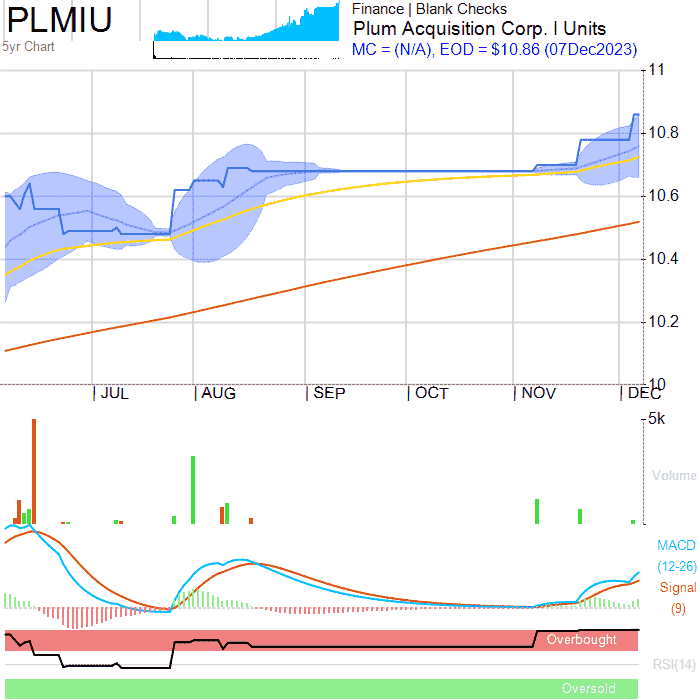 PLMIU
5yr Chart
Finance | Blank Checks
Plum Acquisition Corp. I Units
MC = (N/A), EOD = $10.86 (07Dec2023)
11
10.8
10.6
10.4
10.2
10
JUL AUG SEP OCT NOV DEC
5k
Volume
MACD
(12-26)
Signal
(9)
Overbought
RSI(14)
Oversold